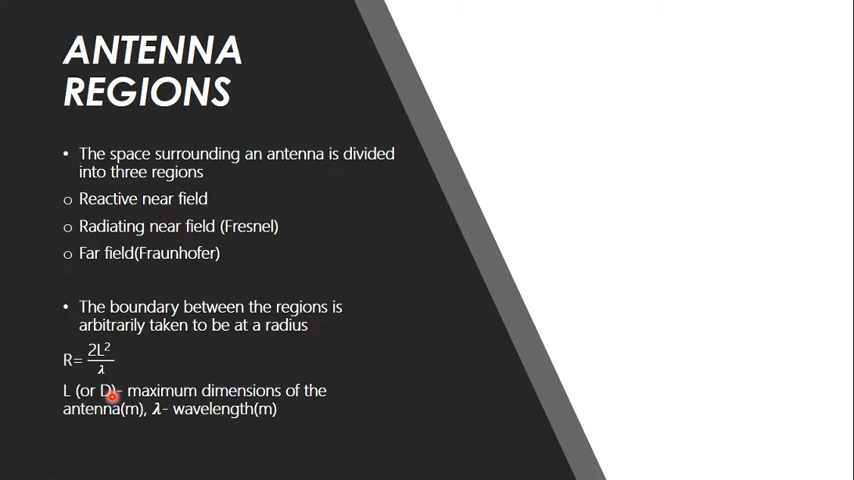 ANTENNA
REGIONS
• The space surrounding an antenna is divided
into three regions
o Reactive near field
o Radiating near field (Fresnel)
o Far field(Fraunhofer)
• The boundary between the regions is
arbitrarily taken to be at a radius
R= 2L²/λ
L (or D)- maximum dimensions of the
antenna(m), λ- wavelength(m)